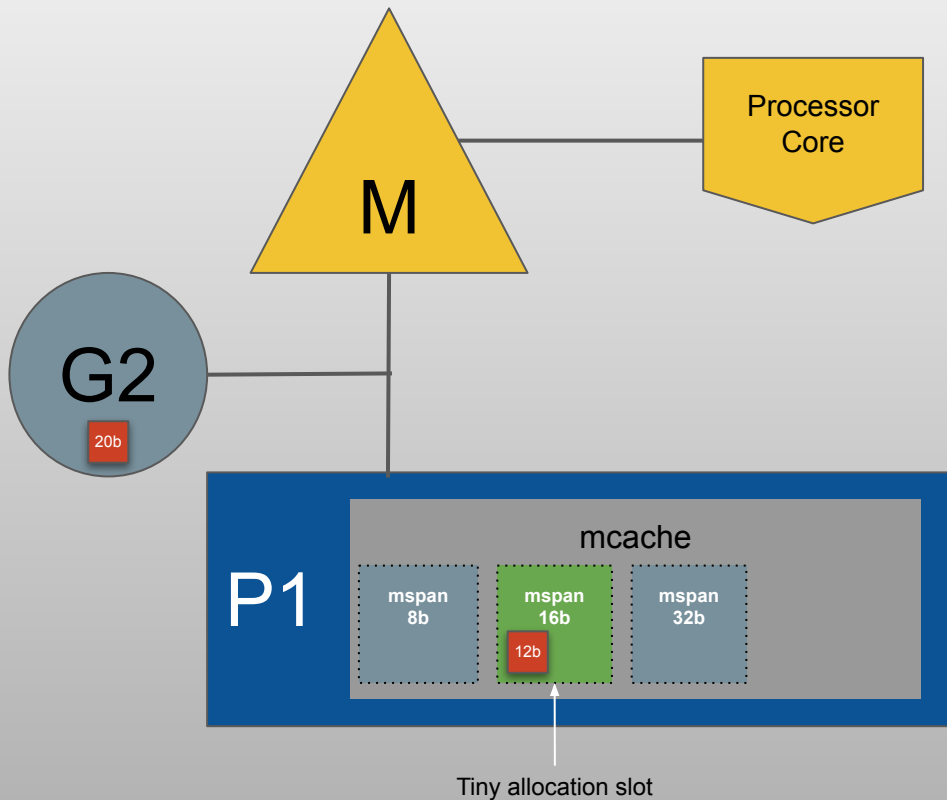 Processor
Core
M
G2
20b
mcache
P1
mspan
8b
mspan
16b
12b
mspan
32b
Tiny allocation slot